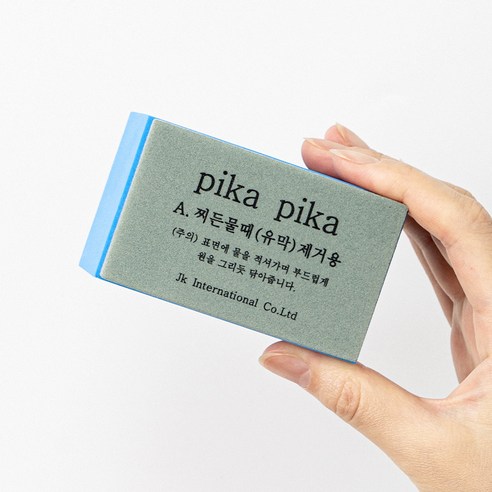 pika pika
A. 찌든물때(유막)제거용
(주의) 표면에 물을 적셔가며 부드럽게
원을 그리듯 닦아줍니다.
Jk International Co.Ltd